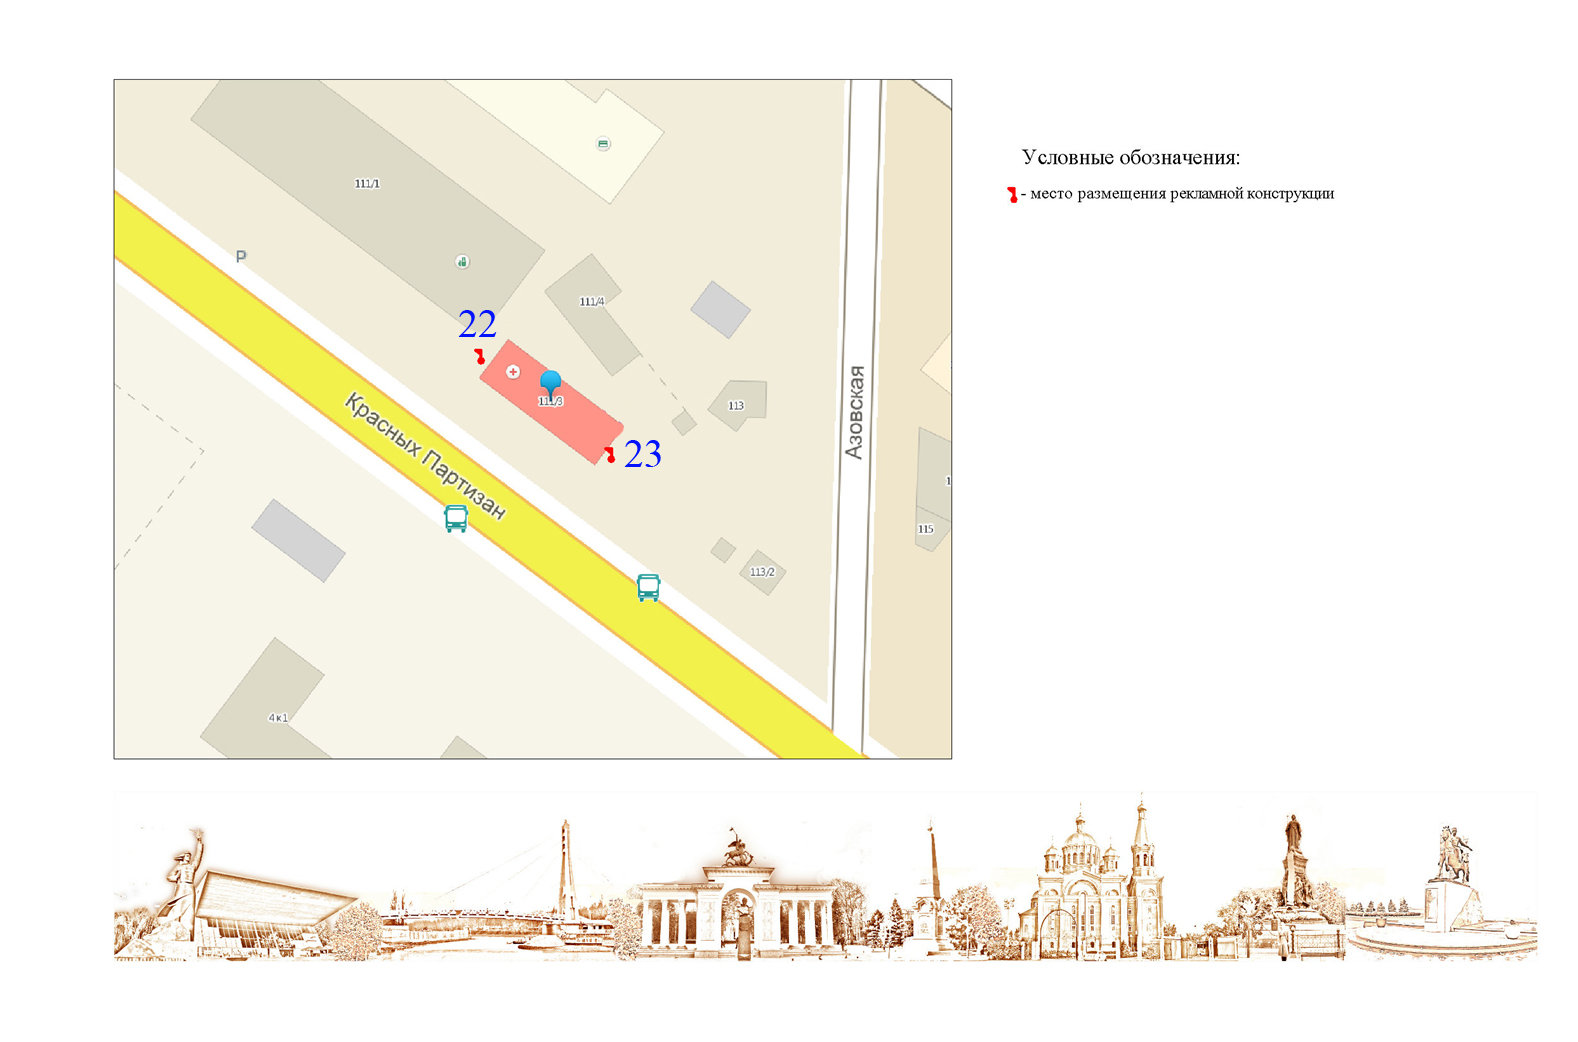 Условные обозначения:
- место размещения рекламной конструкции
111/1
P
111/4
22
111/3
113
23
Красных Партизан
Азовская
115
113/2
4к1